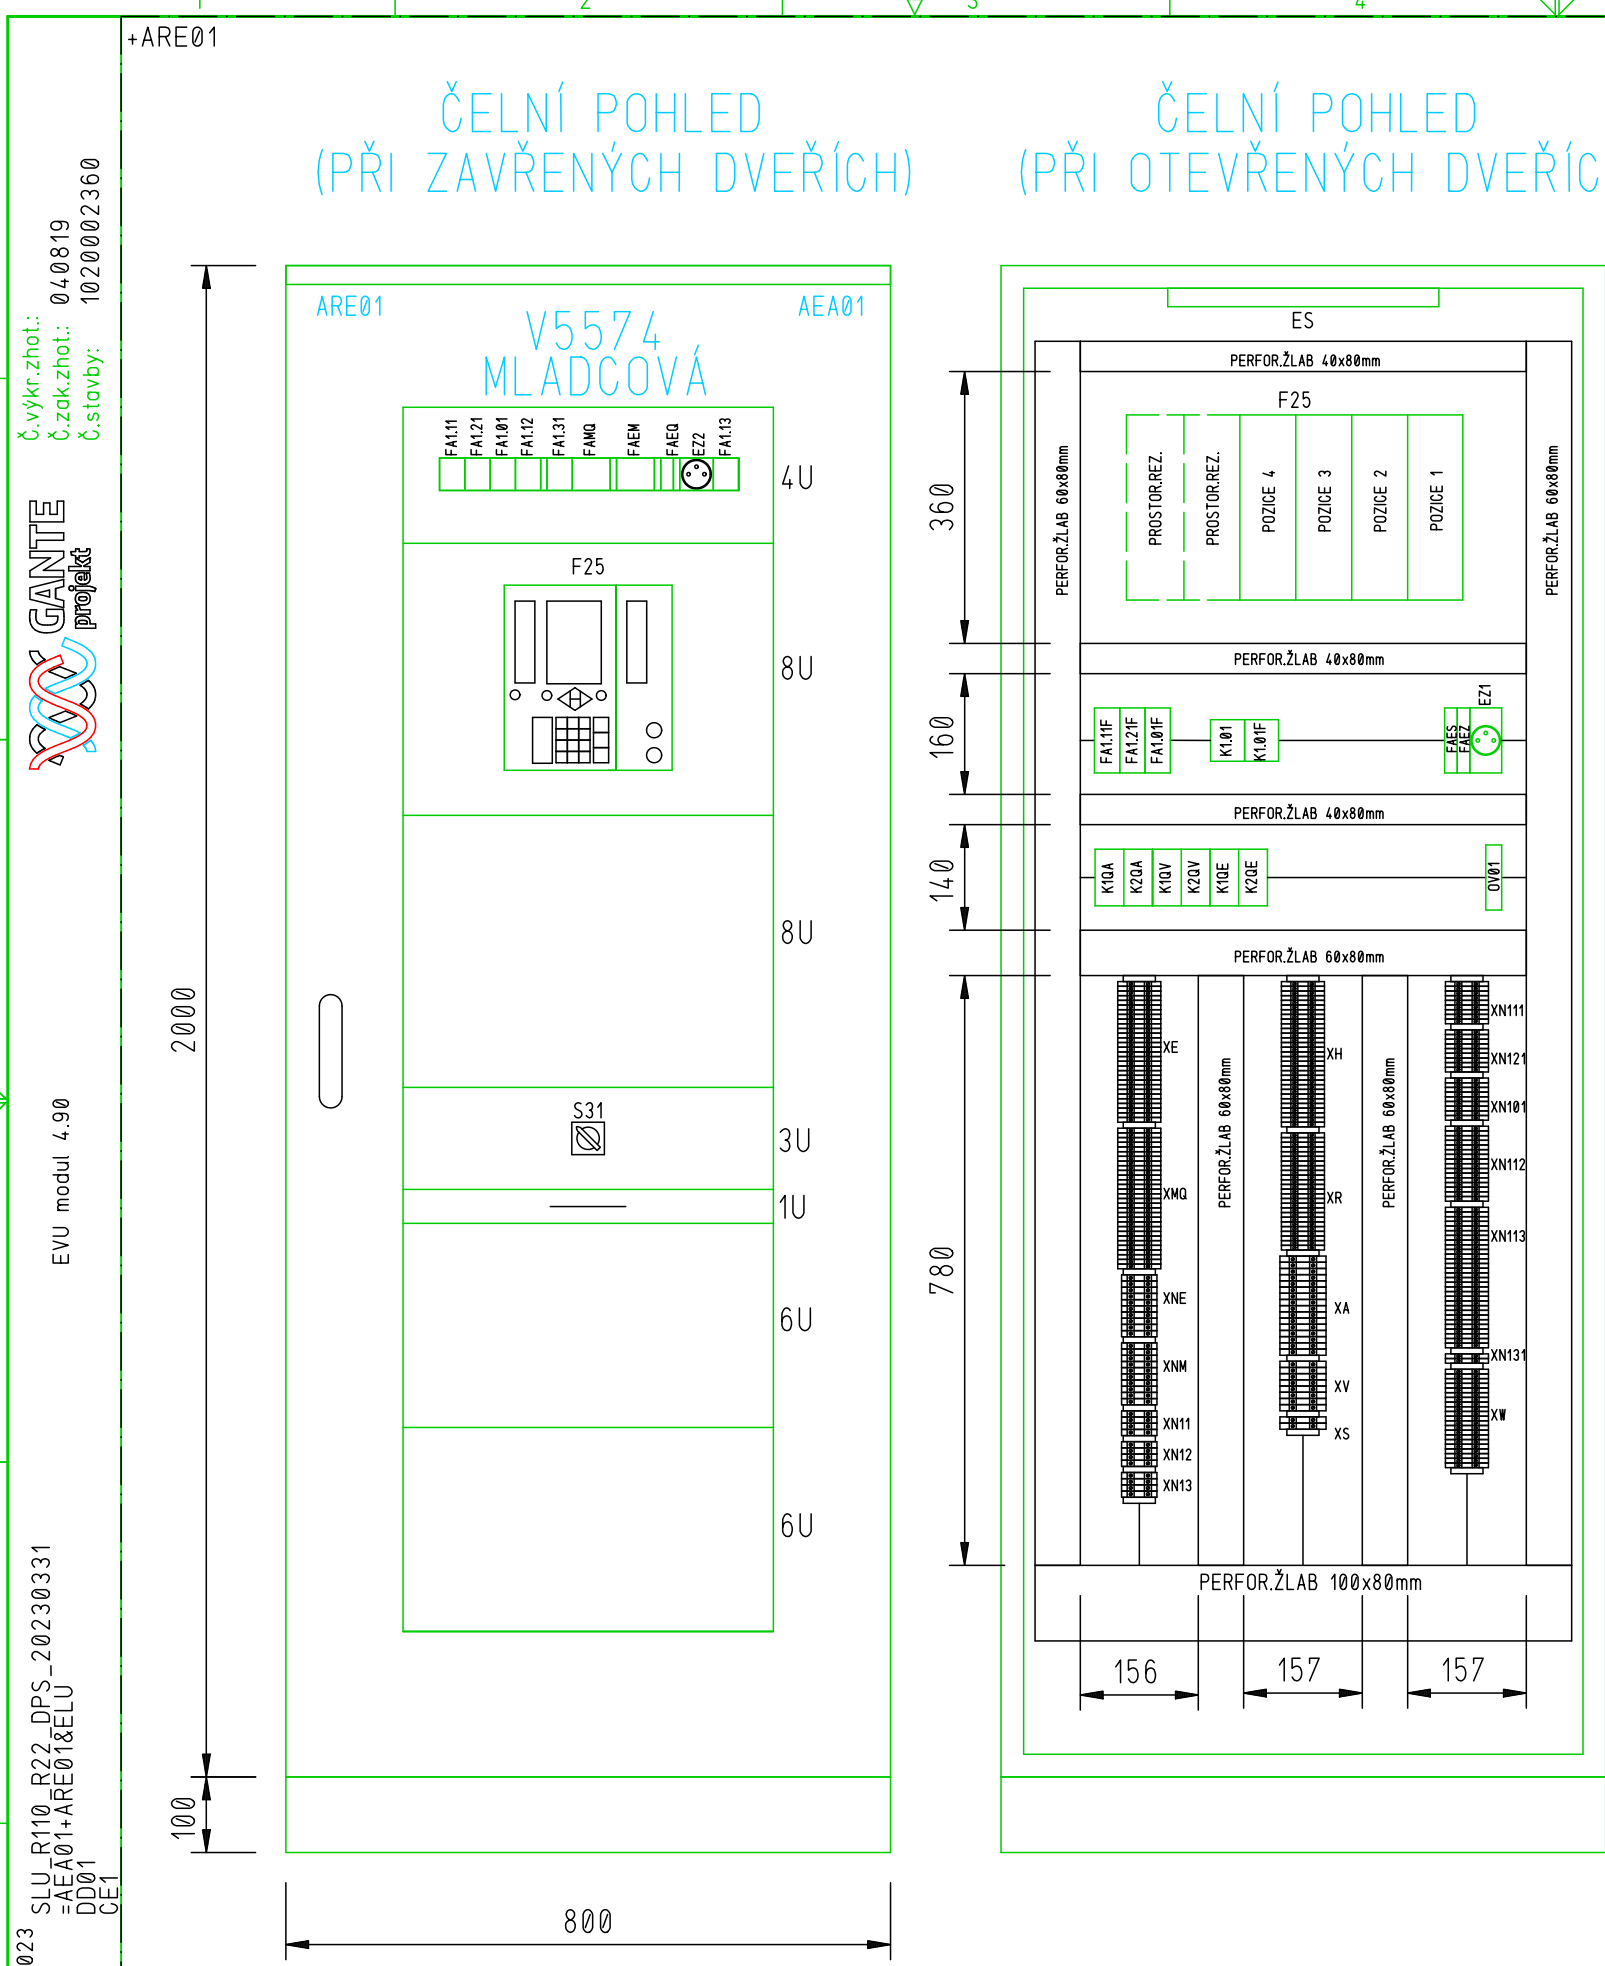 1
2
3
4
+ARE01
ČELNÍ POHLED
(PŘI ZAVŘENÝCH DVEŘÍCH)
ČELNÍ POHLED
(PŘI OTEVŘENÝCH DVEŘÍC
Č.výkr.zhot.:
Č.zak.zhot.: 040819
Č.stavby: 1020002360
GANTE
projekt
EVU modul 4.90
SLU_R110_R22_DPS_20230331
=AEA01+ARE01&ELU
DD01
CE1
023
ARE01
AEA01
V5574
MLADCOVÁ
FA1.11
FA1.21
FA1.01
FA1.12
FA1.31
FAMQ
FAEM
FAEQ
EZ2
FA1.13
4U
F25
8U
8U
S31
3U
1U
6U
6U
2000
100
800
ES
PERFOR.ŽLAB 40x80mm
F25
PERFOR.ŽLAB 60x80mm
PROSTOR.REZ.
PROSTOR.REZ.
POZICE 4
POZICE 3
POZICE 2
POZICE 1
PERFOR.ŽLAB 60x80mm
360
PERFOR.ŽLAB 40x80mm
160
FA1.11F
FA1.21F
FA1.01F
K1.01
K1.01F
FAES
FAEZ
EZ1
PERFOR.ŽLAB 40x80mm
140
K1QA
K2QA
K1QV
K2QV
K1QE
K2QE
OV01
PERFOR.ŽLAB 60x80mm
780
XE
XMQ
XNE
XNM
XN11
XN12
XN13
PERFOR.ŽLAB 60x80mm
XH
XR
XA
XV
XS
PERFOR.ŽLAB 60x80mm
XN111
XN121
XN101
XN112
XN113
XN131
XW
PERFOR.ŽLAB 100x80mm
156
157
157